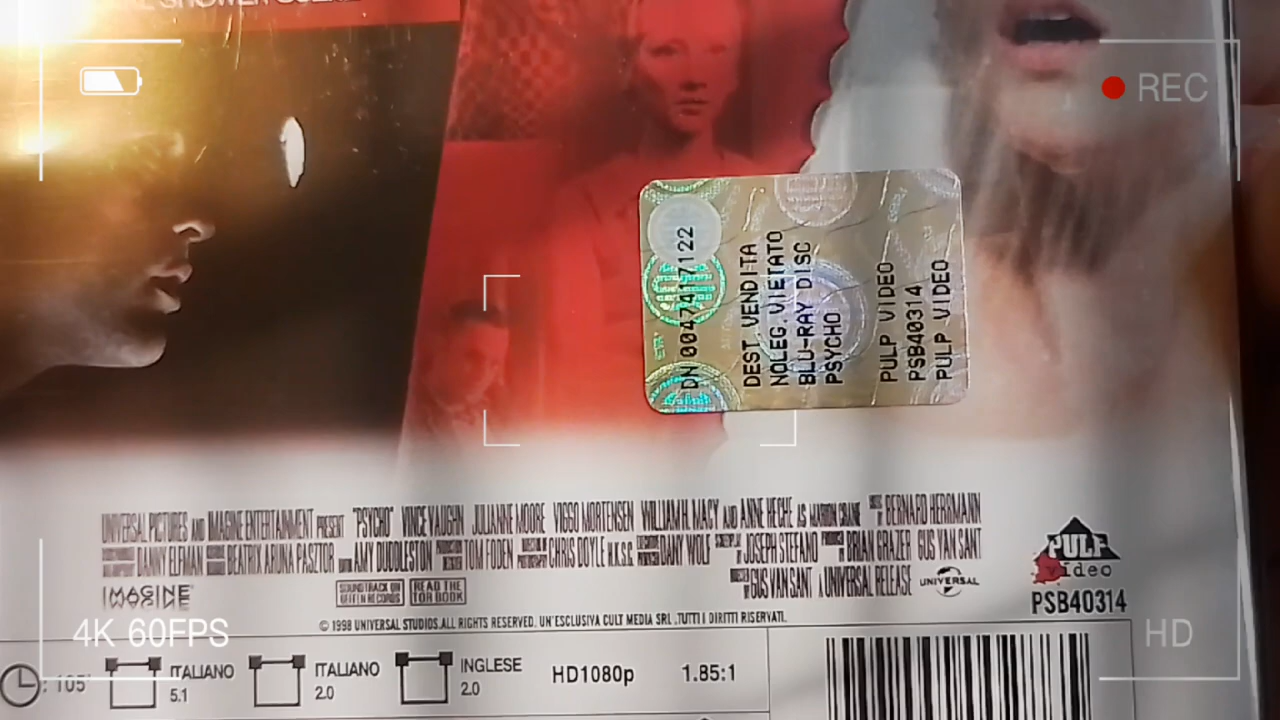 SHOWER SCENE
REC
DN 004747122
DEST.VENDITA
NOLEG.VIETATO
BLU-RAY DISC
PSYCHO
PULP VIDEO
PSB40314
PULP VIDEO
UNIVERSAL PICTURES AND IMAGINE ENTERTAINMENT PRESENT "PSYCHO" VINCE VAUGHN JULIANNE MOORE VIGGO MORTENSEN WILLIAM H. MACY AND ANNE HECHE AS MARION CRANE BERNARD HERRMANN
DANNY ELFMAN BEATRIX ARUNA PASZTOR AMY DUDDLESTON TOM FODEN CHRIS DOYLE H.K.S.C. DANY WOLF JOSEPH STEFANO BRIAN GRAZER GUS VAN SANT
GUS VAN SANT A UNIVERSAL RELEASE UNIVERSAL
IMAGINE
SOUNDTRACK ON
GEFFEN RECORDS
READ THE
TOR BOOK
PULP
Video
PSB40314
© 1998 UNIVERSAL STUDIOS.ALL RIGHTS RESERVED. UN'ESCLUSIVA CULT MEDIA SRL .TUTTI I DIRITTI RISERVATI.
4K 60FPS
HD
: 105'
ITALIANO
5.1
ITALIANO
2.0
INGLESE
2.0
HD1080p
1.85:1